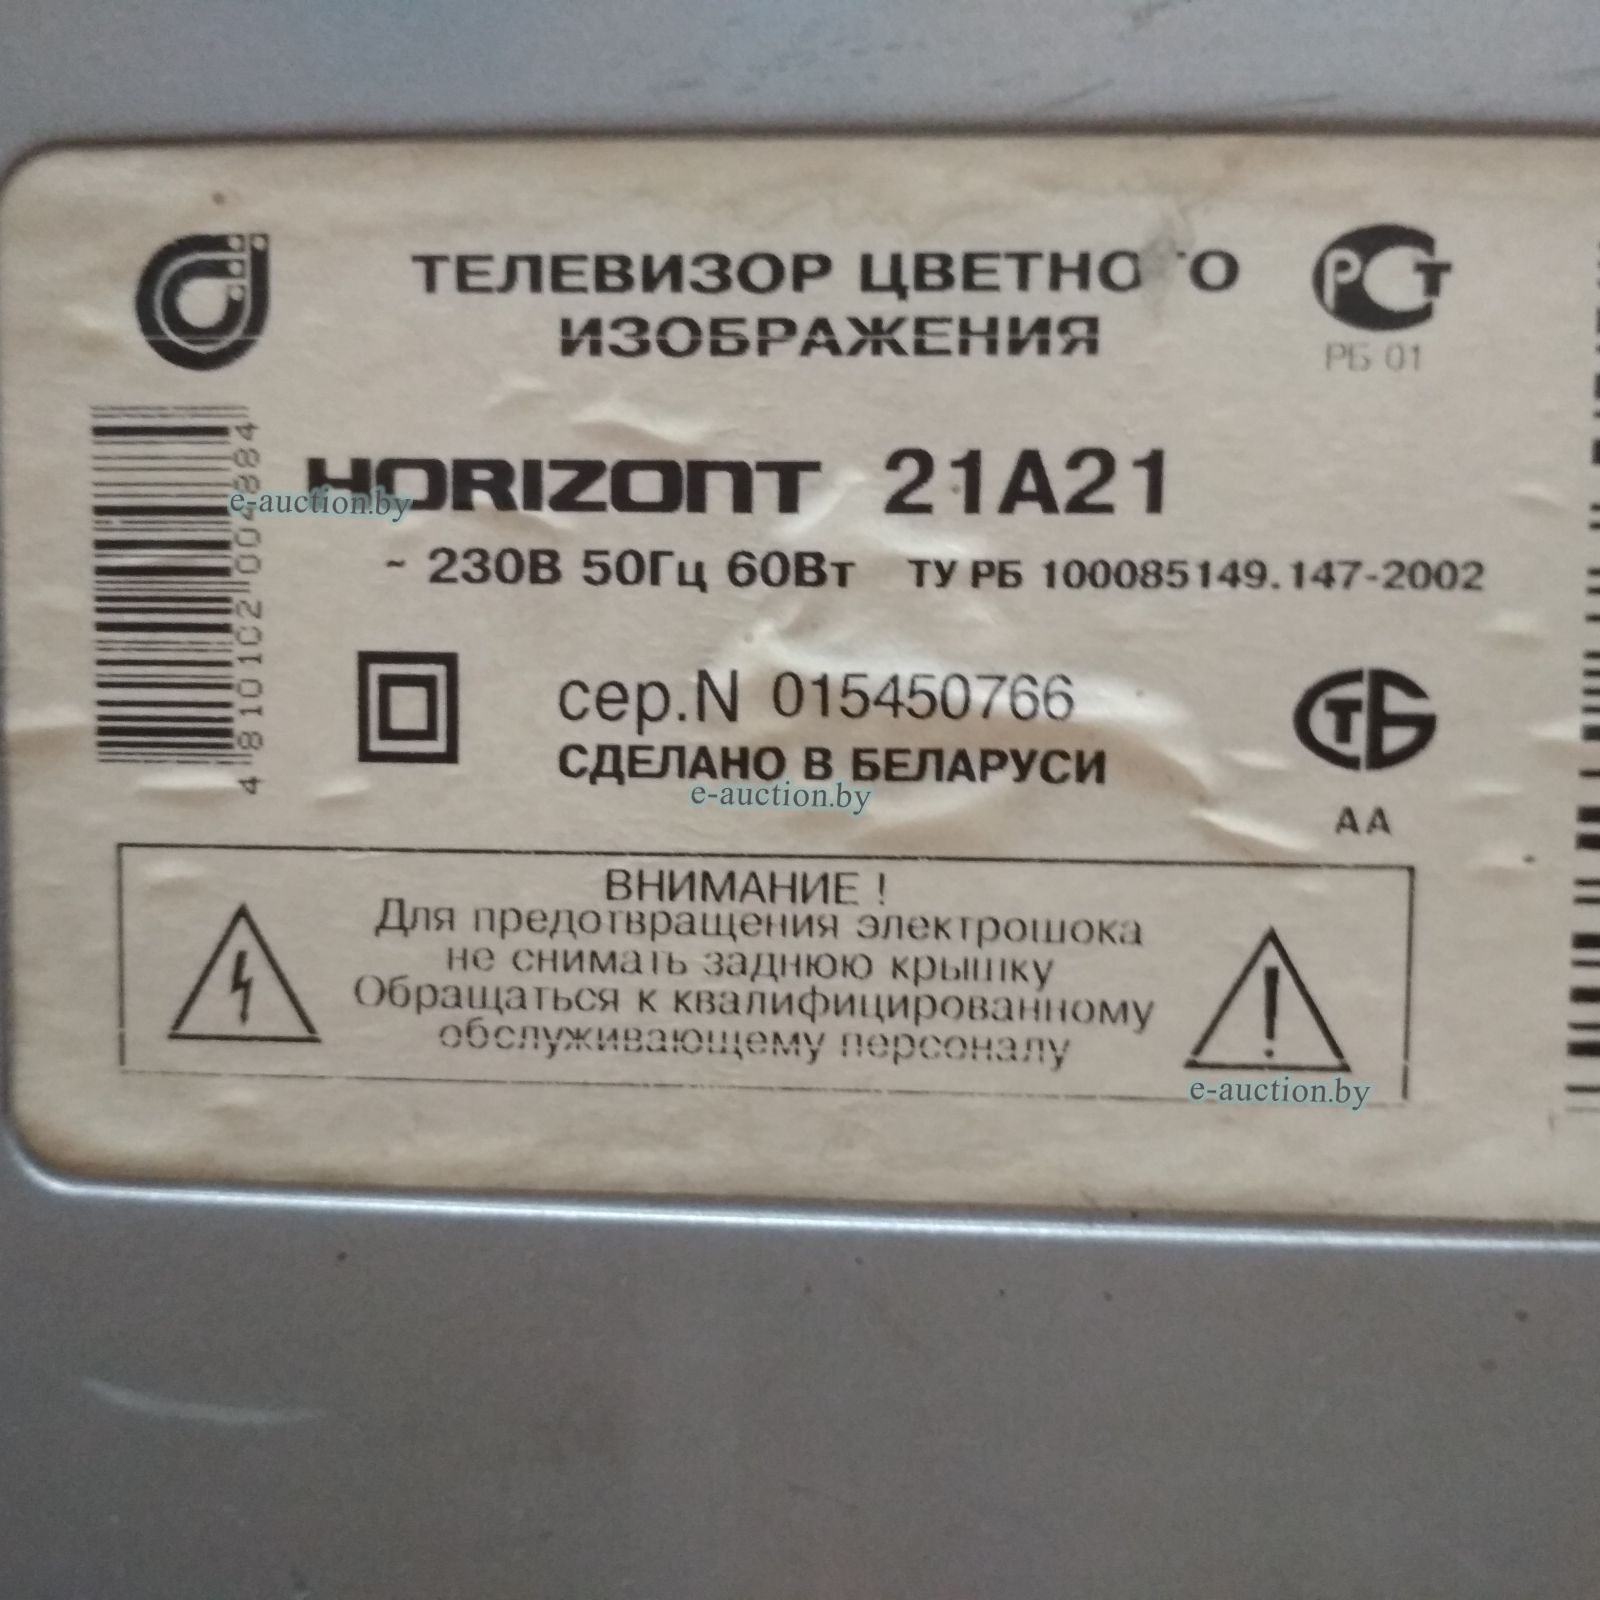 ТЕЛЕВИЗОР ЦВЕТНОГО
ИЗОБРАЖЕНИЯ
РСТ
РБ 01
HORIZONT 21A21
~ 230В 50Гц 60Вт ТУ РБ 100085149.147-2002
сер.N 015450766
СДЕЛАНО В БЕЛАРУСИ
СТБ
АА
ВНИМАНИЕ !
Для предотвращения электрошока
не снимать заднюю крышку
Обращаться к квалифицированному
обслуживающему персоналу
e-auction.by
e-auction.by
e-auction.by